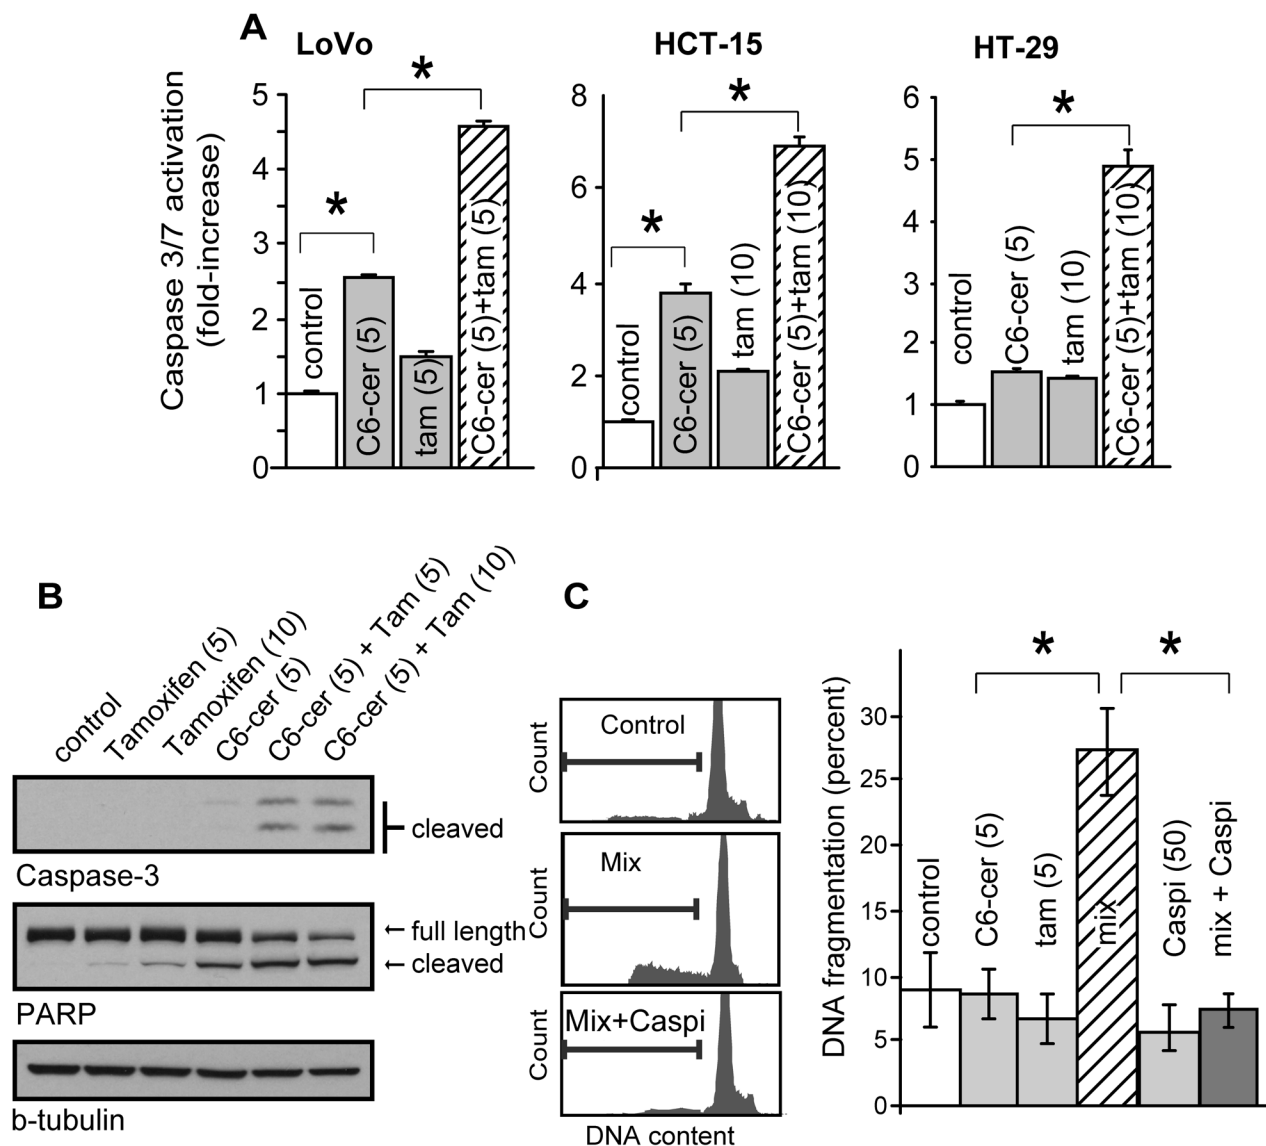 A
LoVo
HCT-15
HT-29
Caspase 3/7 activation
(fold-increase)
5
4
3
2
1
0
*
*
control
C6-cer (5)
tam (5)
C6-cer (5)+tam (5)
8
6
4
2
0
*
*
control
C6-cer (5)
tam (10)
C6-cer (5)+tam (10)
6
5
4
3
2
1
0
*
control
C6-cer (5)
tam (10)
C6-cer (5)+tam (10)
B
control
Tamoxifen (5)
Tamoxifen (10)
C6-cer (5)
C6-cer (5) + Tam (5)
C6-cer (5) + Tam (10)
cleaved
Caspase-3
← full length
← cleaved
PARP
b-tubulin
C
Count
Control
Count
Mix
Count
Mix+Caspi
DNA content
DNA fragmentation (percent)
30
25
20
15
10
5
0
*
*
control
C6-cer (5)
tam (5)
mix
Caspi (50)
mix + Caspi